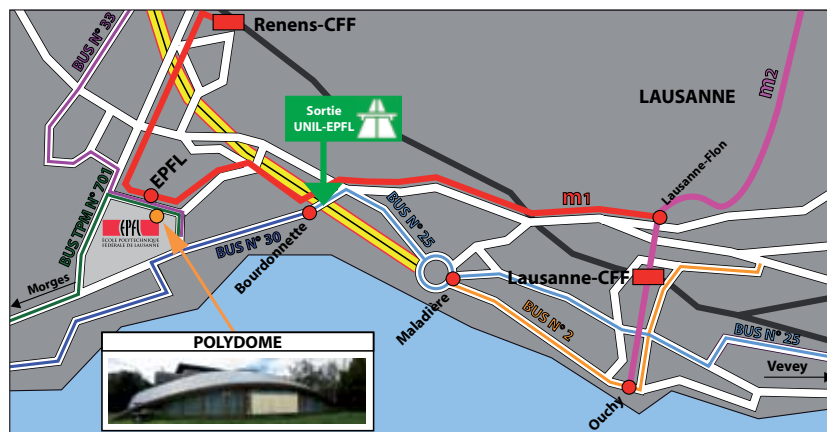 BUS N° 33
Renens-CFF
LAUSANNE
m2
Sortie
UNIL-EPFL
EPFL
Lausanne-Flon
m1
BUS TPM N° 701
EPFL
ÉCOLE POLYTECHNIQUE
FÉDÉRALE DE LAUSANNE
BUS N° 25
BUS N° 30
Bourdonnette
Lausanne-CFF
Morges
Maladière
BUS N° 2
BUS N° 25
POLYDOME
Vevey
Ouchy